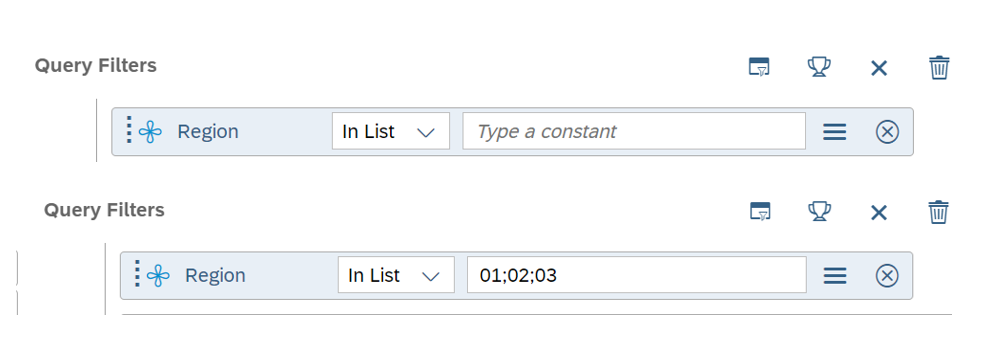 Query Filters
Region In List Type a constant
Query Filters
Region In List 01;02;03